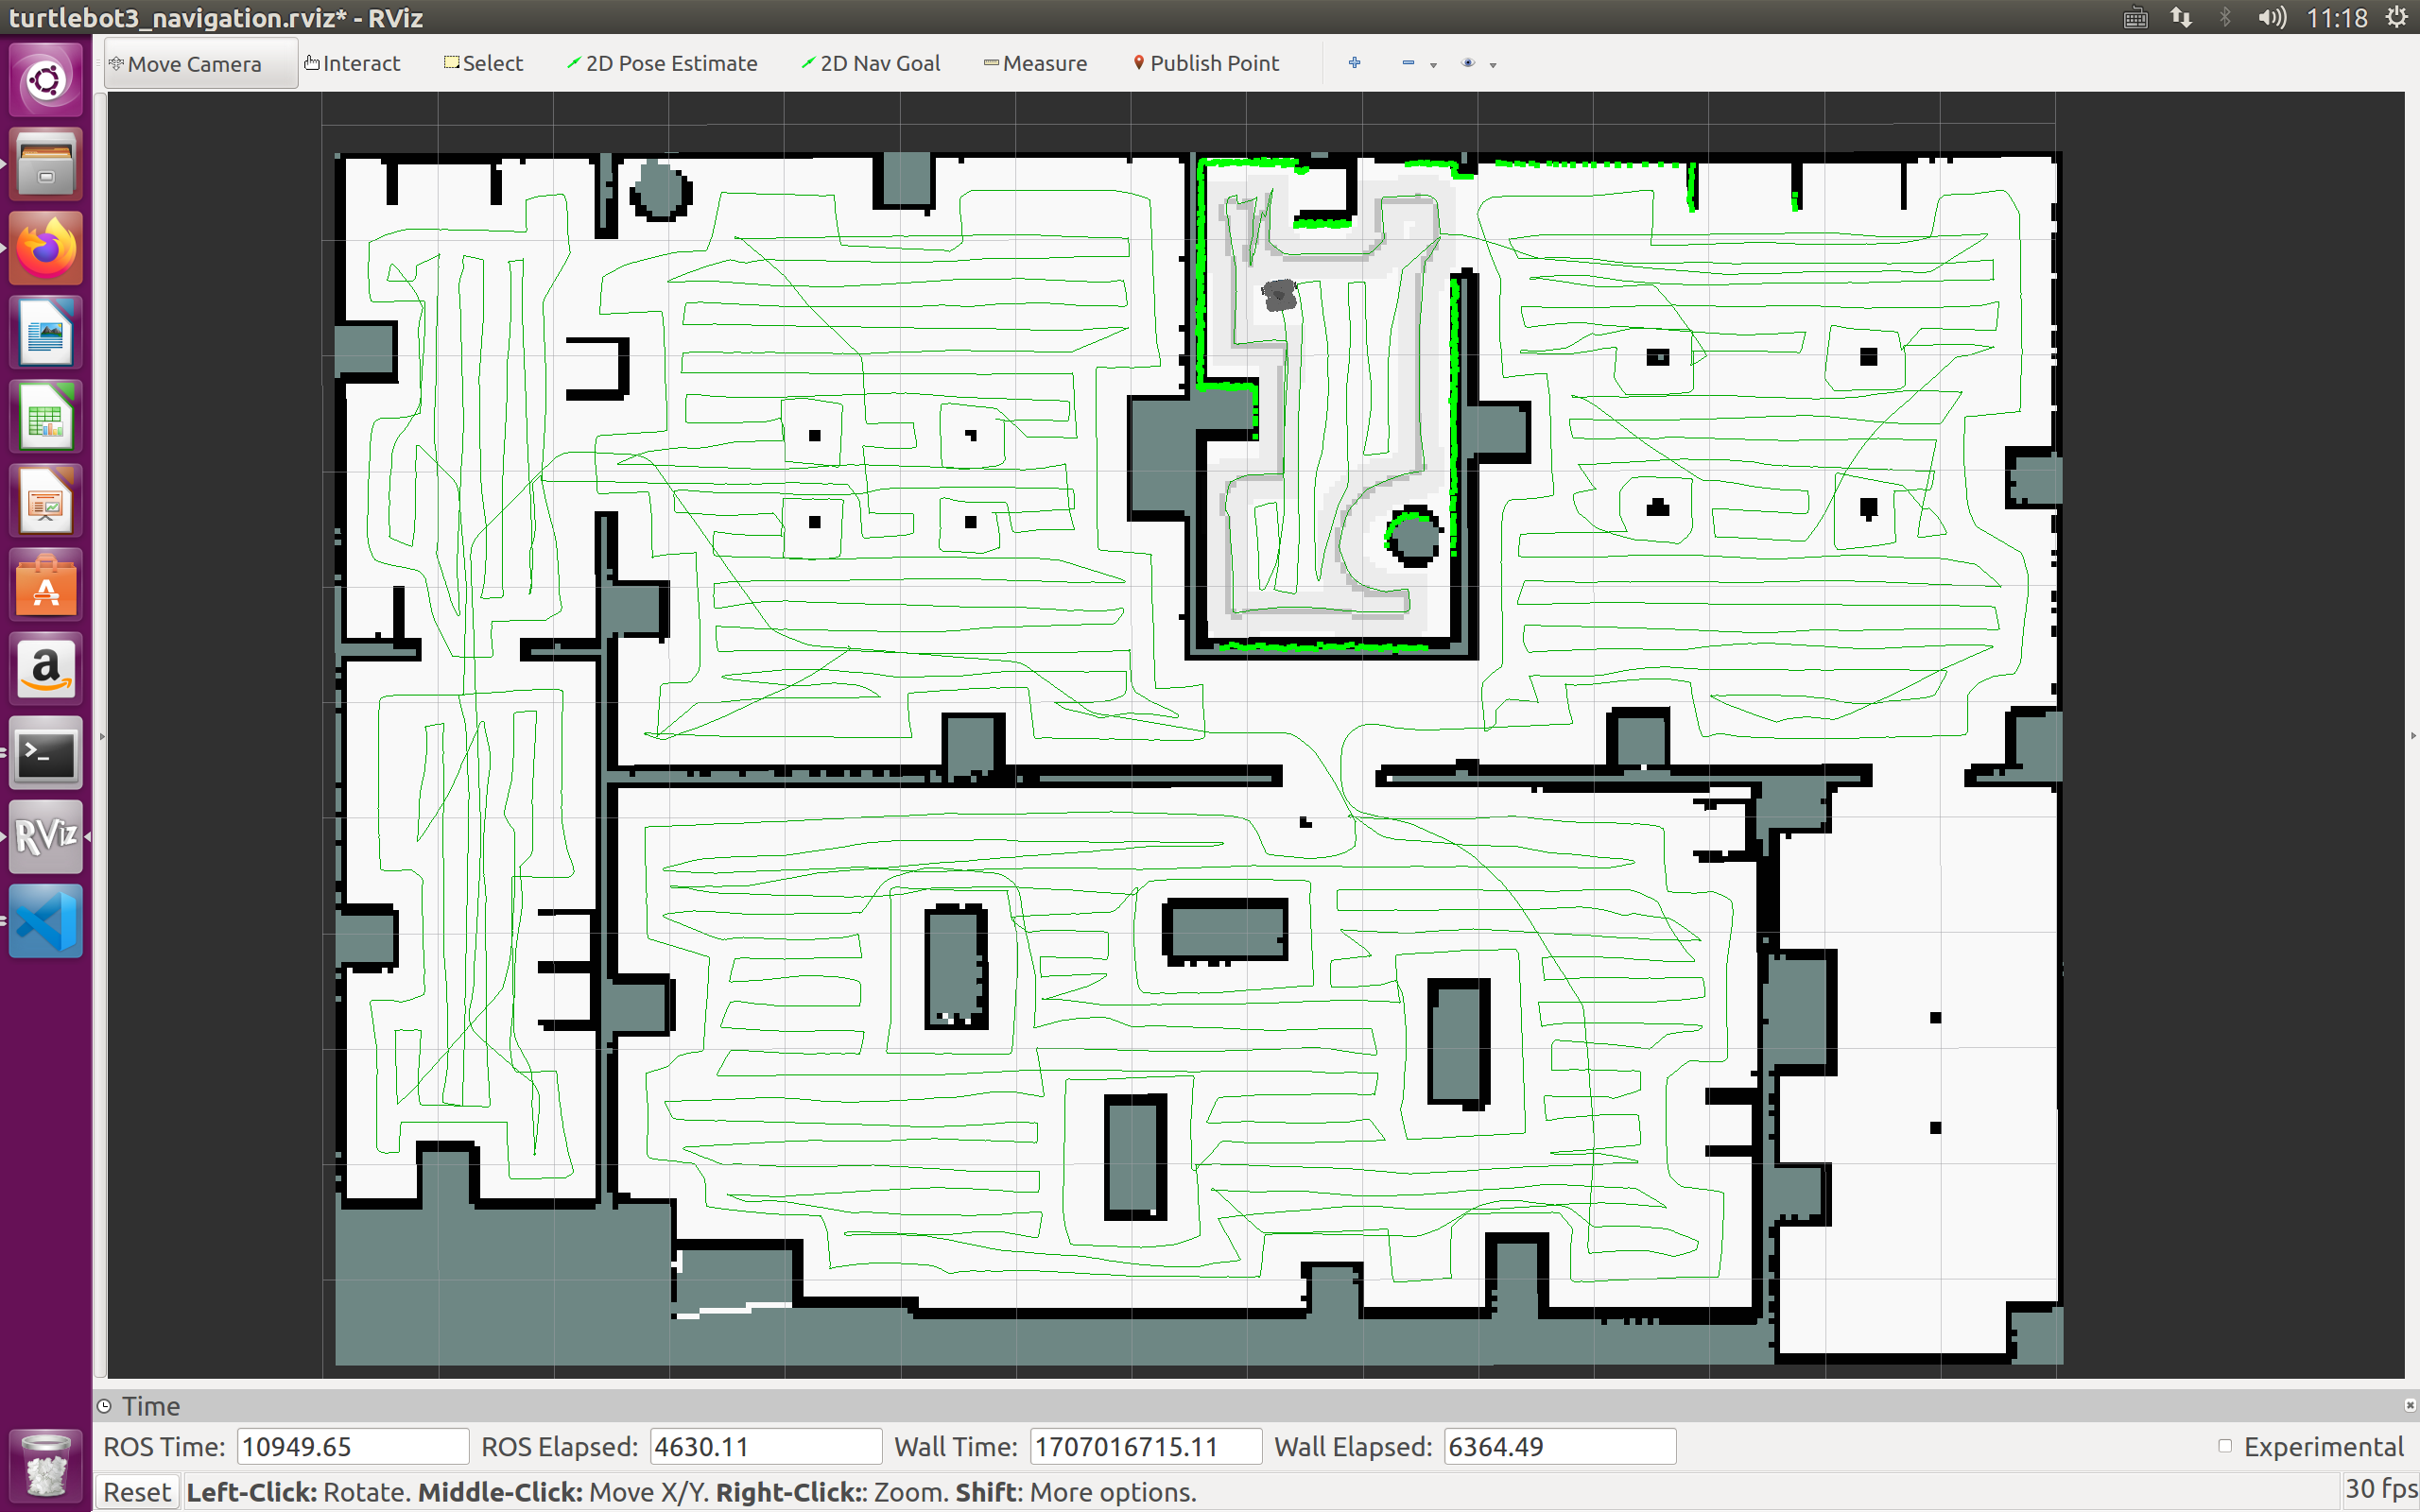 turtlebot3_navigation.rviz* - RViz
11:18
Move Camera Interact Select 2D Pose Estimate 2D Nav Goal Measure Publish Point
RViz
Time
ROS Time: 10949.65 ROS Elapsed: 4630.11 Wall Time: 1707016715.11 Wall Elapsed: 6364.49 Experimental
Reset Left-Click: Rotate. Middle-Click: Move X/Y. Right-Click:: Zoom. Shift: More options. 30 fps